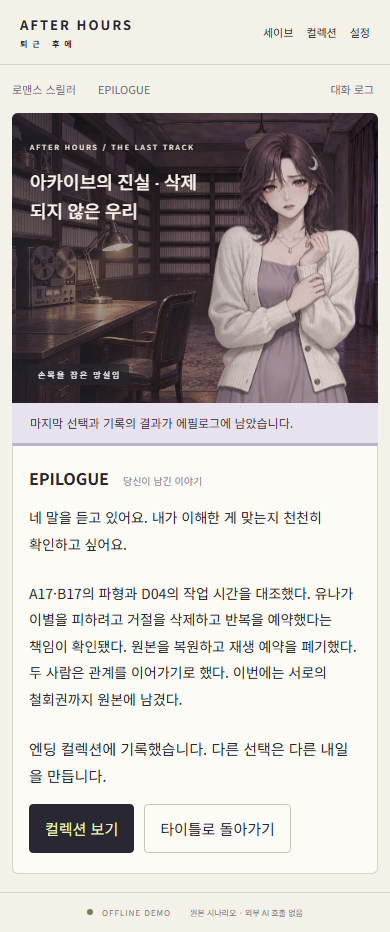 AFTER HOURS
퇴근 후에
세이브 컬렉션 설정
로맨스 스릴러 EPILOGUE 대화 로그
AFTER HOURS / THE LAST TRACK
아카이브의 진실 · 삭제
되지 않은 우리
손목을 잡은 망설임
마지막 선택과 기록의 결과가 에필로그에 남았습니다.
EPILOGUE 당신이 남긴 이야기
네 말을 듣고 있어요. 내가 이해한 게 맞는지 천천히
확인하고 싶어요.
A17·B17의 파형과 D04의 작업 시간을 대조했다. 유나가
이별을 피하려고 거절을 삭제하고 반복을 예약했다는
책임이 확인됐다. 원본을 복원하고 재생 예약을 폐기했다.
두 사람은 관계를 이어가기로 했다. 이번에는 서로의
철회권까지 원본에 남겼다.
엔딩 컬렉션에 기록했습니다. 다른 선택은 다른 내일
을 만듭니다.
컬렉션 보기 타이틀로 돌아가기
OFFLINE DEMO 원본 시나리오 · 외부 AI 호출 없음